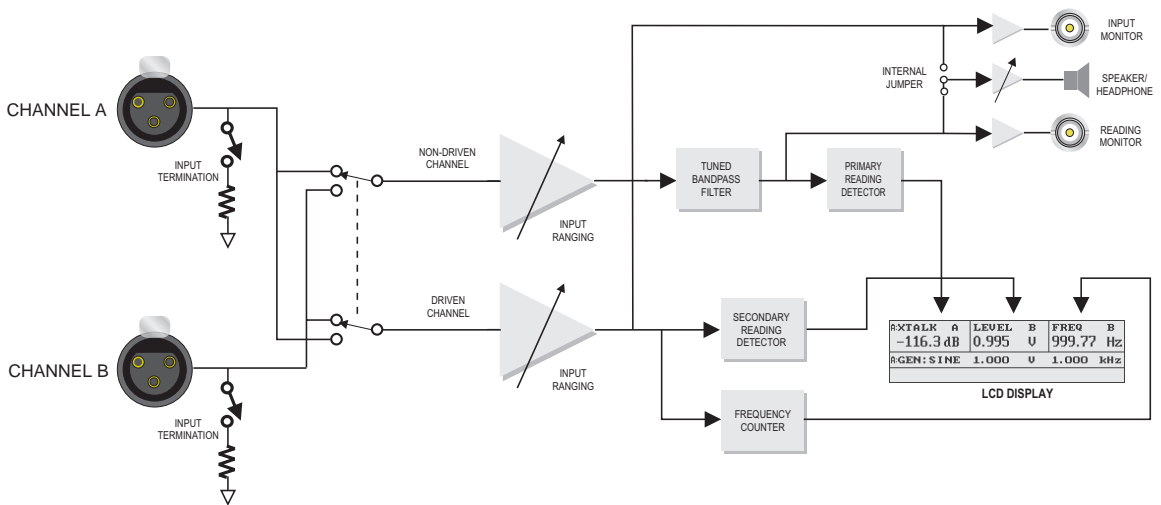 INPUT
MONITOR
INTERNAL
JUMPER
SPEAKER/
HEADPHONE
READING
MONITOR
CHANNEL A
INPUT
TERMINATION
NON-DRIVEN
CHANNEL
INPUT
RANGING
TUNED
BANDPASS
FILTER
PRIMARY
READING
DETECTOR
DRIVEN
CHANNEL
INPUT
RANGING
SECONDARY
READING
DETECTOR
A:XTALK A LEVEL B FREQ B
-116.3 dB 0.995 V 999.77 Hz
A:GEN:SINE 1.000 V 1.000 kHz
LCD DISPLAY
CHANNEL B
INPUT
TERMINATION
FREQUENCY
COUNTER